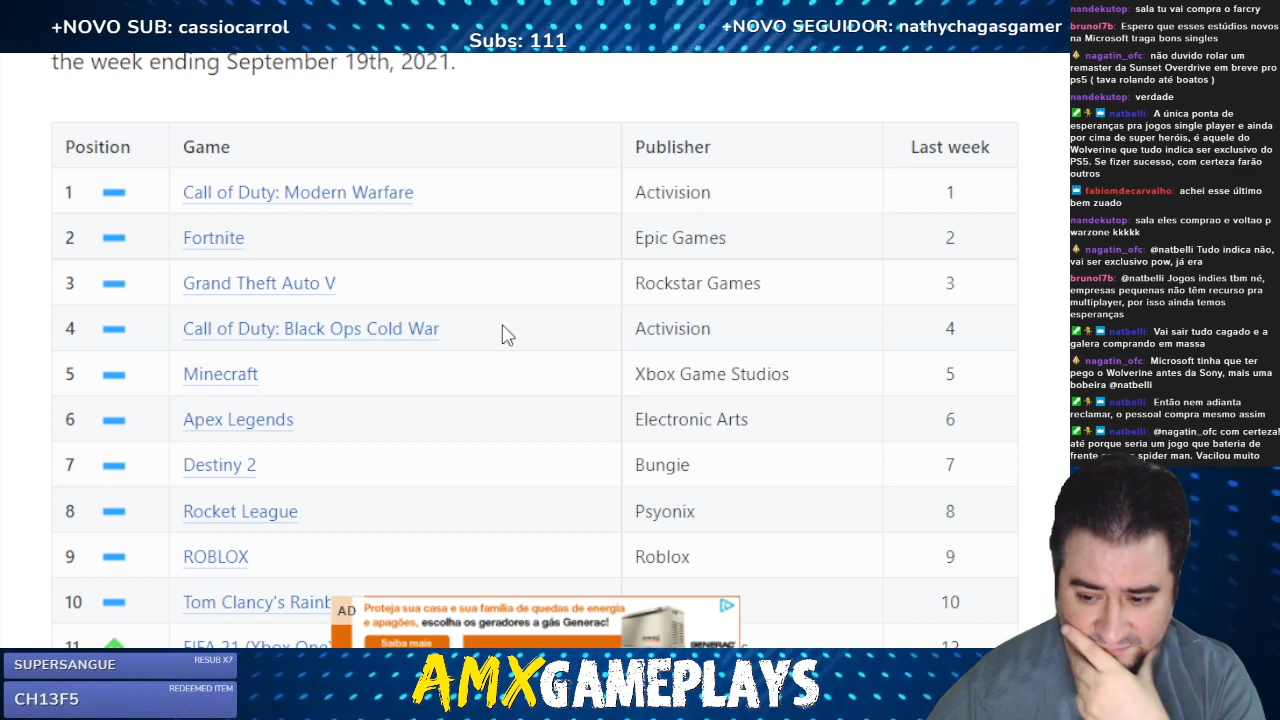 +NOVO SUB: cassiocarrol
Subs: 111
+NOVO SEGUIDOR: nathychagasgamer
the week ending September 19th, 2021.
Position Game Publisher Last week
1 Call of Duty: Modern Warfare Activision 1
2 Fortnite Epic Games 2
3 Grand Theft Auto V Rockstar Games 3
4 Call of Duty: Black Ops Cold War Activision 4
5 Minecraft Xbox Game Studios 5
6 Apex Legends Electronic Arts 6
7 Destiny 2 Bungie 7
8 Rocket League Psyonix 8
9 ROBLOX Roblox 9
10 Tom Clancy's 10
11 FIFA 21 (Xbox One) 12
AD
Proteja sua casa e sua família de quedas de energia
e apagões, escolha os geradores a gás Generac!
Saiba mais
GENERAC
SUPERSANGUE RESUB X7
CH13F5 REDEEMED ITEM
AMXGAMEPLAYS
nandekutop: sala tu vai compra o farcry
brunol7b: Espero que esses estúdios novos
na Microsoft traga bons singles
nagatin_ofc: não duvido rolar um
remaster da Sunset Overdrive em breve pro
ps5 ( tava rolando até boatos )
nandekutop: verdade
natbelli: A única ponta de
esperanças pra jogos single player e ainda
por cima de super heróis, é aquele do
Wolverine que tudo indica ser exclusivo do
PS5. Se fizer sucesso, com certeza farão
outros
fabiomdecarvalho: achei esse último
bem zuado
nandekutop: sala eles comprao e voltao p
warzone kkkkk
nagatin_ofc: @natbelli Tudo indica não,
vai ser exclusivo pow, já era
brunol7b: @natbelli Jogos indies tbm né,
empresas pequenas não têm recurso pra
multiplayer, por isso ainda temos
esperanças
natbelli: Vai sair tudo cagado e a
galera comprando em massa
nagatin_ofc: Microsoft tinha que ter
pego o Wolverine antes da Sony, mais uma
bobeira @natbelli
natbelli: Então nem adianta
reclamar, o pessoal compra mesmo assim
natbelli: @nagatin_ofc com certeza!
até porque seria um jogo que bateria de
frente spider man. Vacilou muito